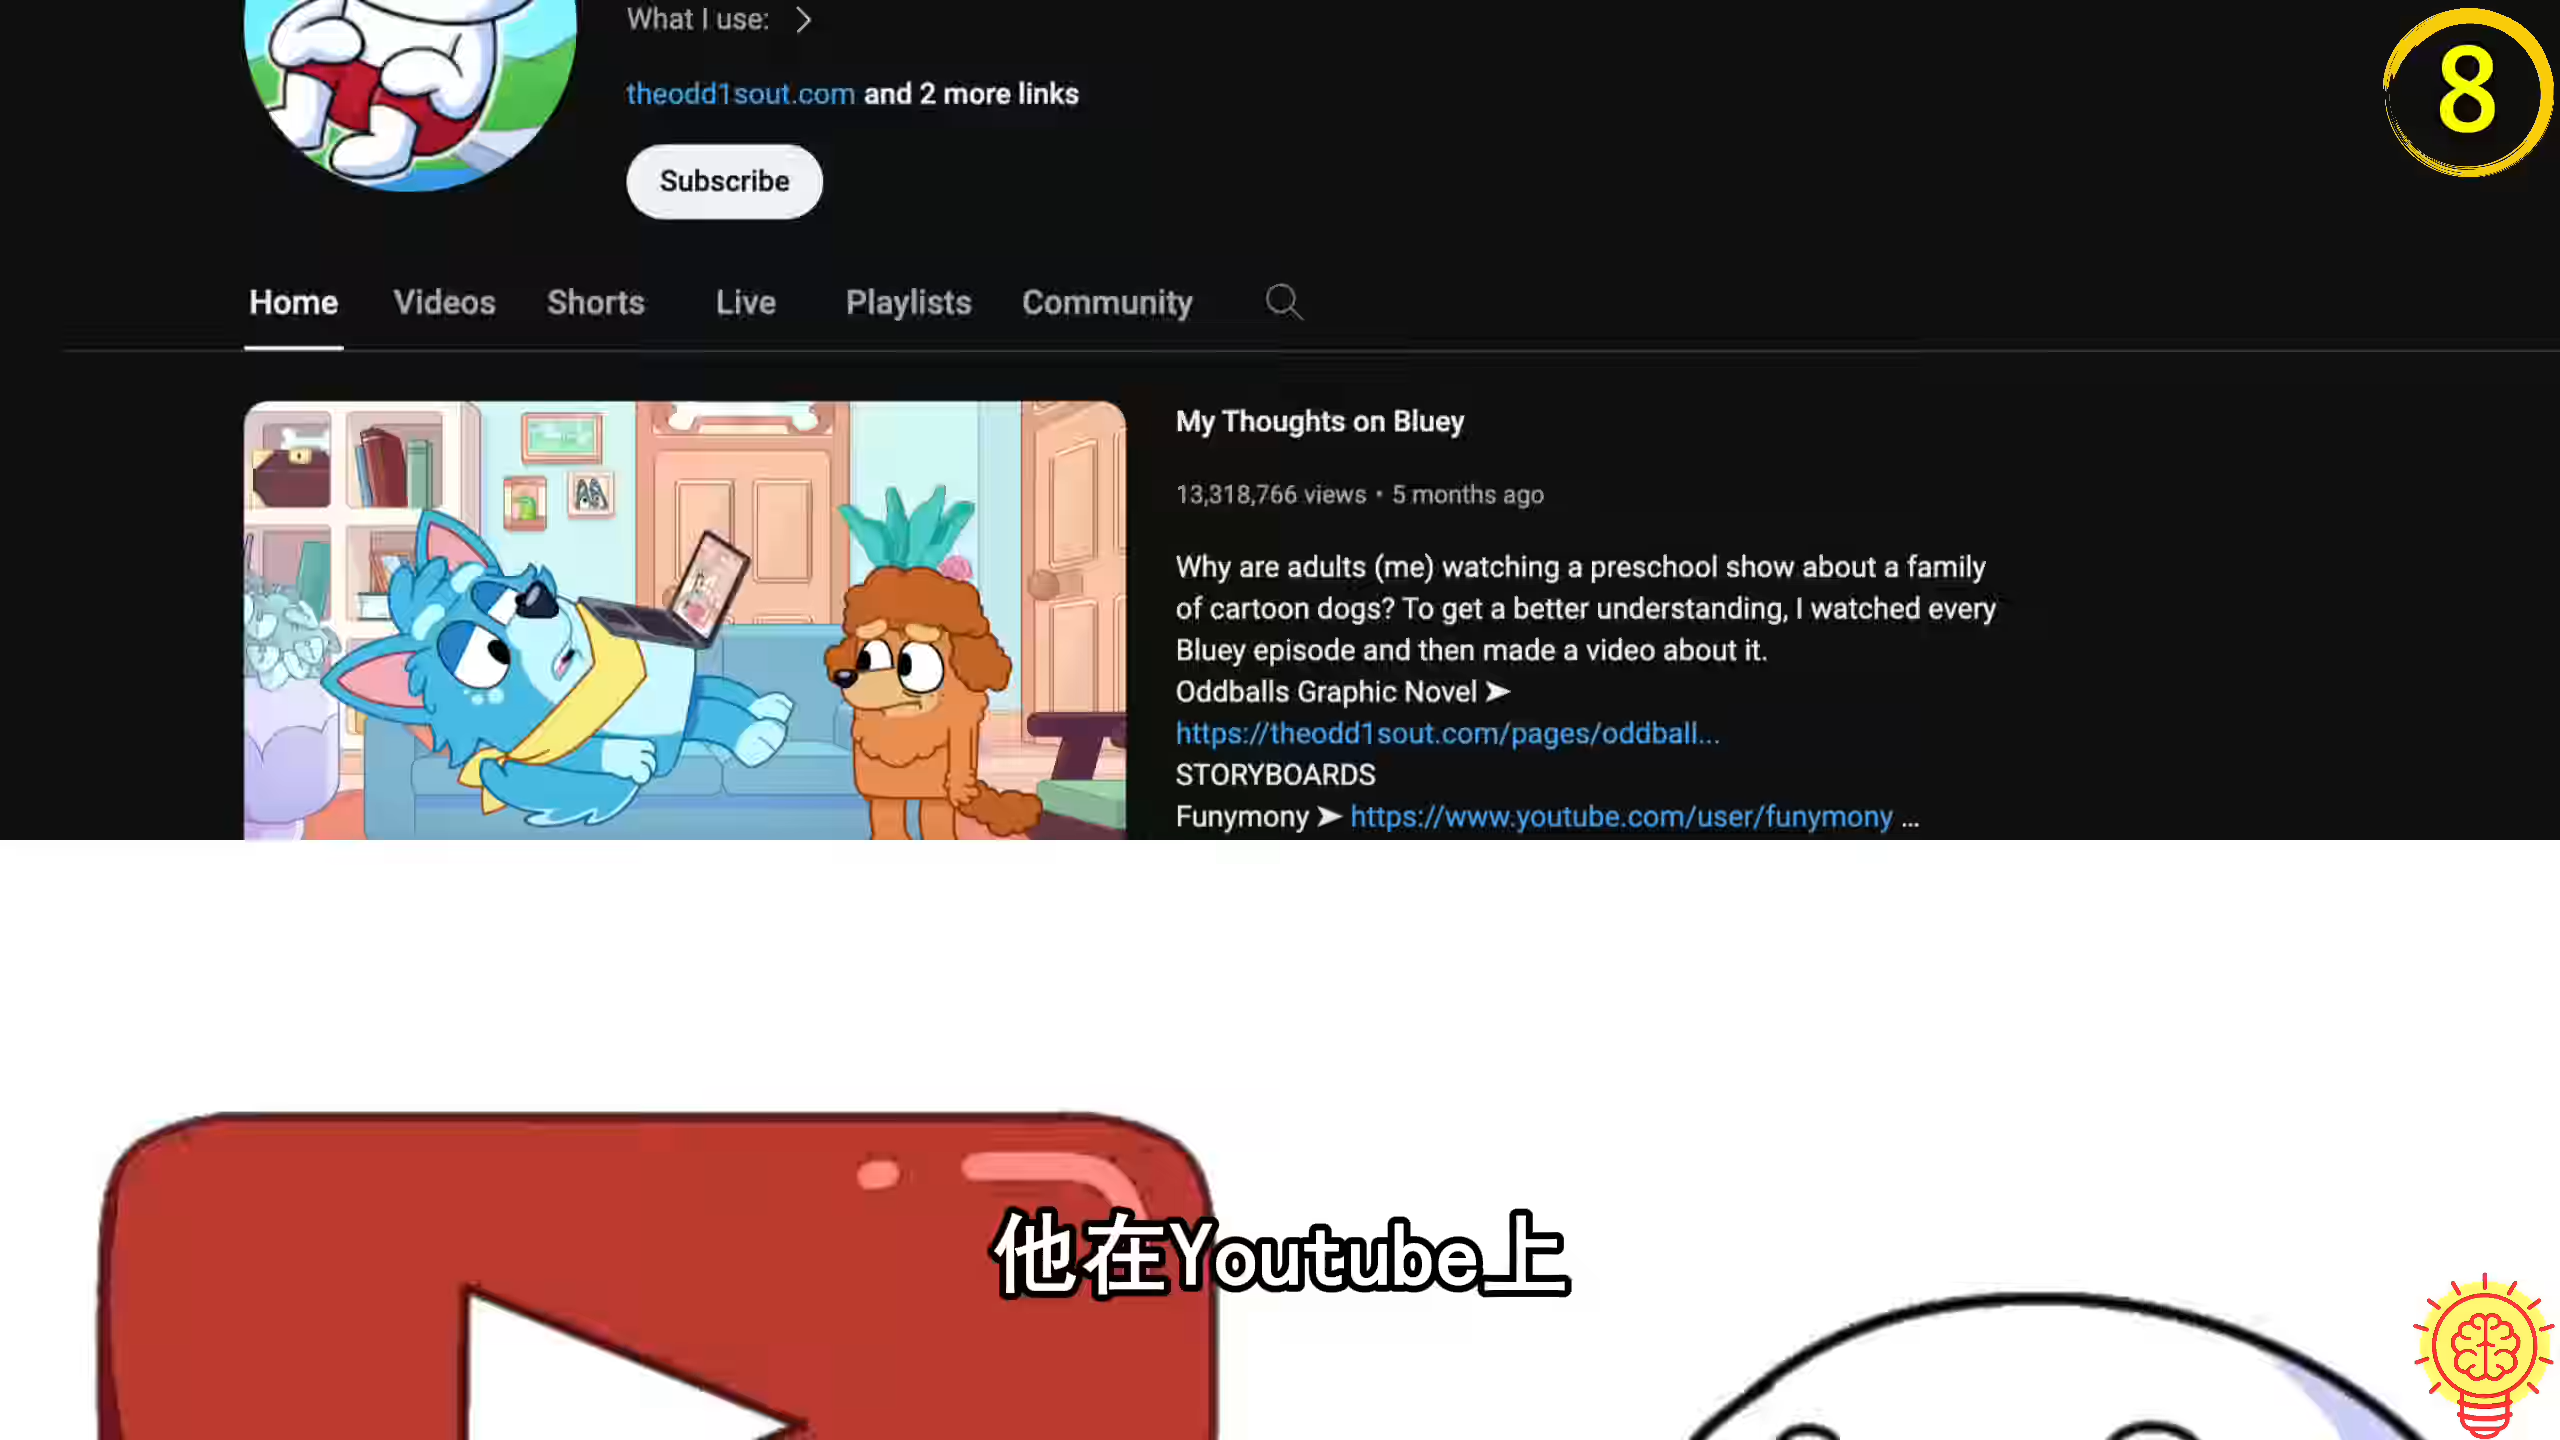 What I use:
8
theodd1sout.com and 2 more links
Subscribe
Home Videos Shorts Live Playlists Community
My Thoughts on Bluey
13,318,766 views • 5 months ago
Why are adults (me) watching a preschool show about a family
of cartoon dogs? To get a better understanding, I watched every
Bluey episode and then made a video about it.
Oddballs Graphic Novel ➤
https://theodd1sout.com/pages/oddball...
STORYBOARDS
Funymony ➤ https://www.youtube.com/user/funymony ...
他在Youtube上